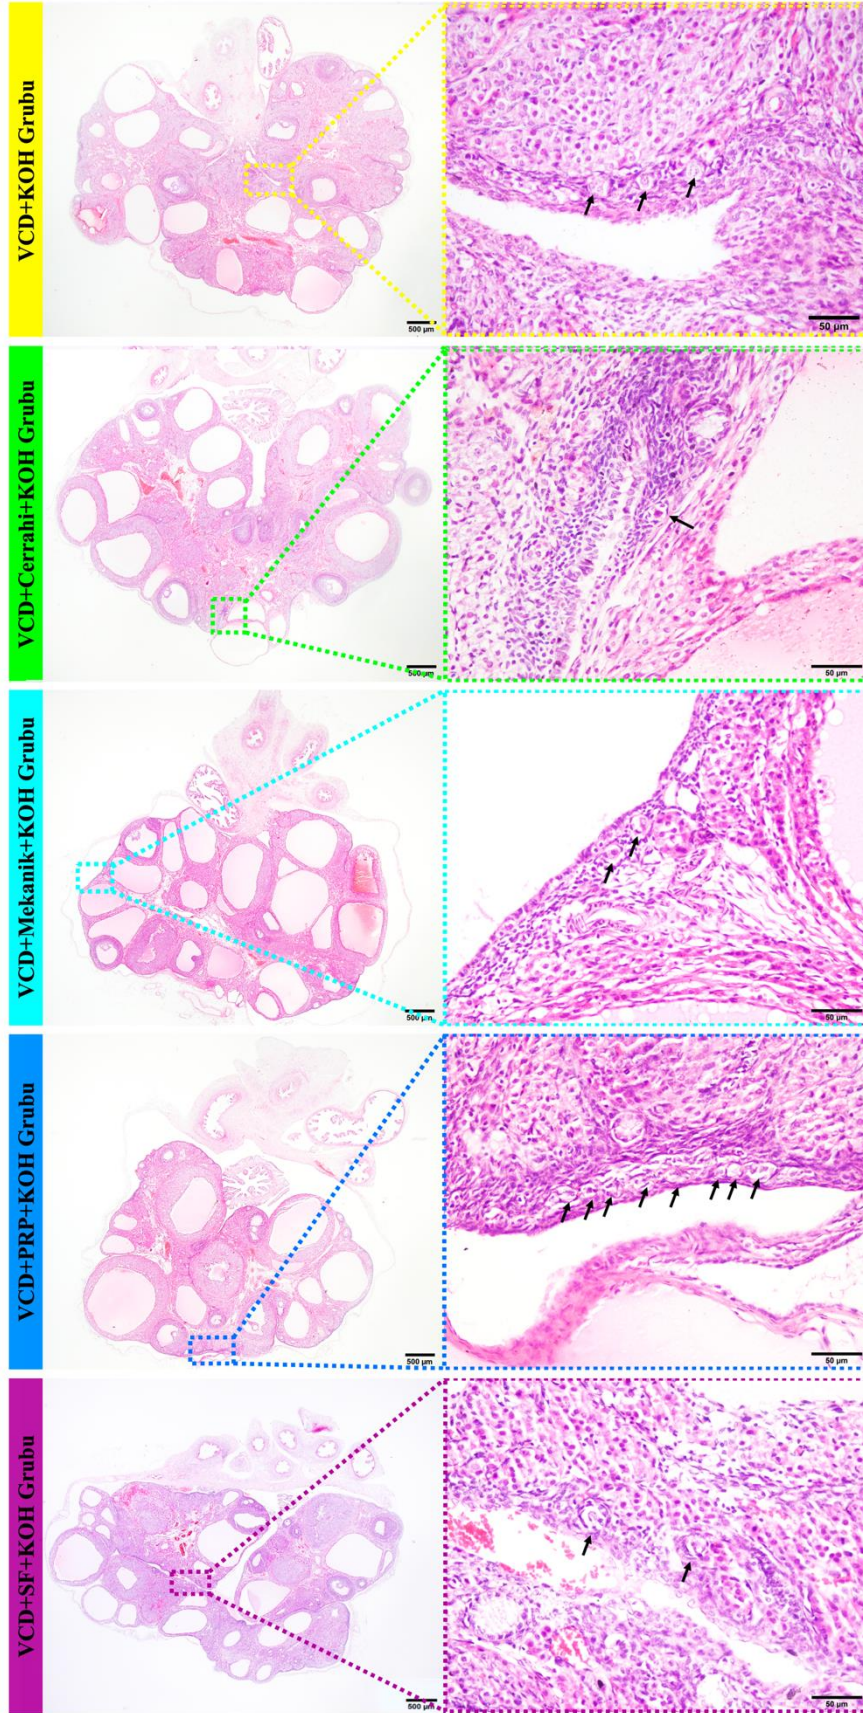 VCD+KOH Grubu
500 µm
50 µm
VCD+Cerrahi+KOH Grubu
500 µm
50 µm
VCD+Mekanik+KOH Grubu
500 µm
50 µm
VCD+PRP+KOH Grubu
500 µm
50 µm
VCD+SF+KOH Grubu
500 µm
50 µm